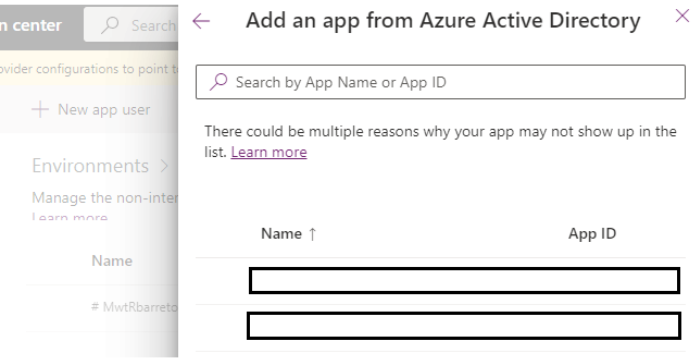 n center
Search
Add an app from Azure Active Directory
ovider configurations to point t
Search by App Name or App ID
New app user
There could be multiple reasons why your app may not show up in the
list. Learn more
Environments >
Manage the non-inter
Learn more
Name ↑
App ID
Name
# MwtRbarreto